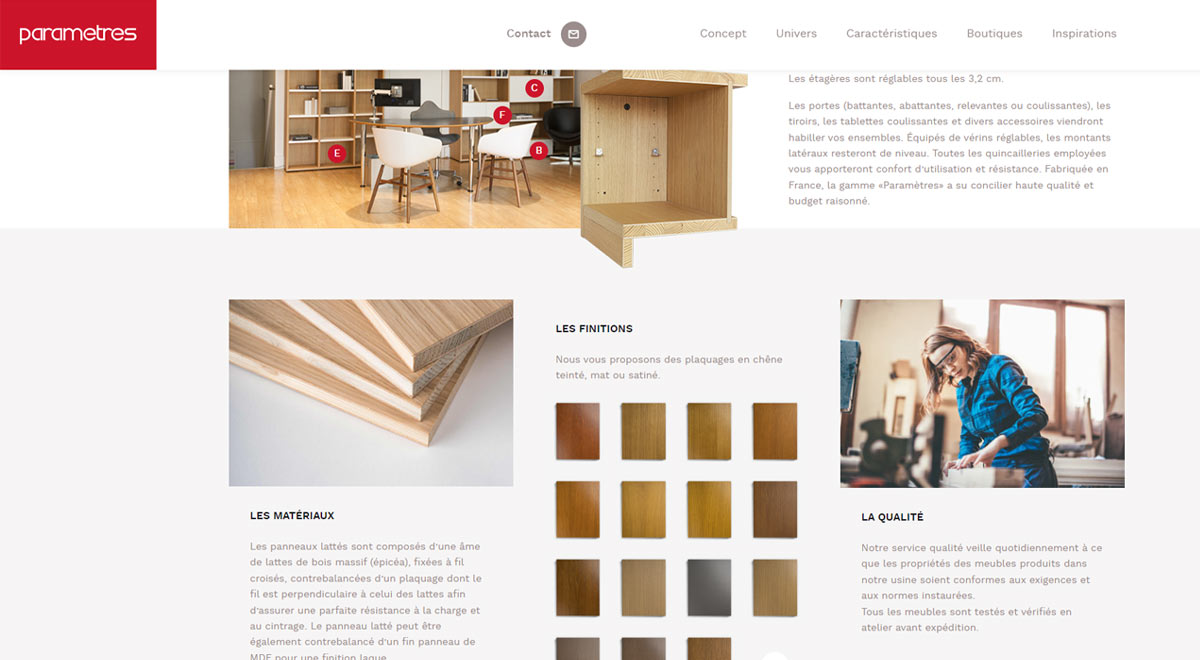 parametres
Contact
Concept
Univers
Caractéristiques
Boutiques
Inspirations
C
F
B
E
Les étagères sont réglables tous les 3,2 cm.
Les portes (battantes, abattantes, relevantes ou coulissantes), les
tiroirs, les tablettes coulissantes et divers accessoires viendront
habiller vos ensembles. Équipés de vérins réglables, les montants
latéraux resteront de niveau. Toutes les quincailleries employées
vous apporteront confort d'utilisation et résistance. Fabriquée en
France, la gamme «Paramètres» a su concilier haute qualité et
budget raisonné.
LES MATÉRIAUX
Les panneaux lattés sont composés d'une âme
de lattes de bois massif (épicéa), fixées à fil
croisés, contrebalancées d'un plaquage dont le
fil est perpendiculaire à celui des lattes afin
d'assurer une parfaite résistance à la charge et
au cintrage. Le panneau latté peut être
également contrebalancé d'un fin panneau de
MDF pour une finition laque.
LES FINITIONS
Nous vous proposons des plaquages en chêne
teinté, mat ou satiné.
LA QUALITÉ
Notre service qualité veille quotidiennement à ce
que les propriétés des meubles produits dans
notre usine soient conformes aux exigences et
aux normes instaurées.
Tous les meubles sont testés et vérifiés en
atelier avant expédition.